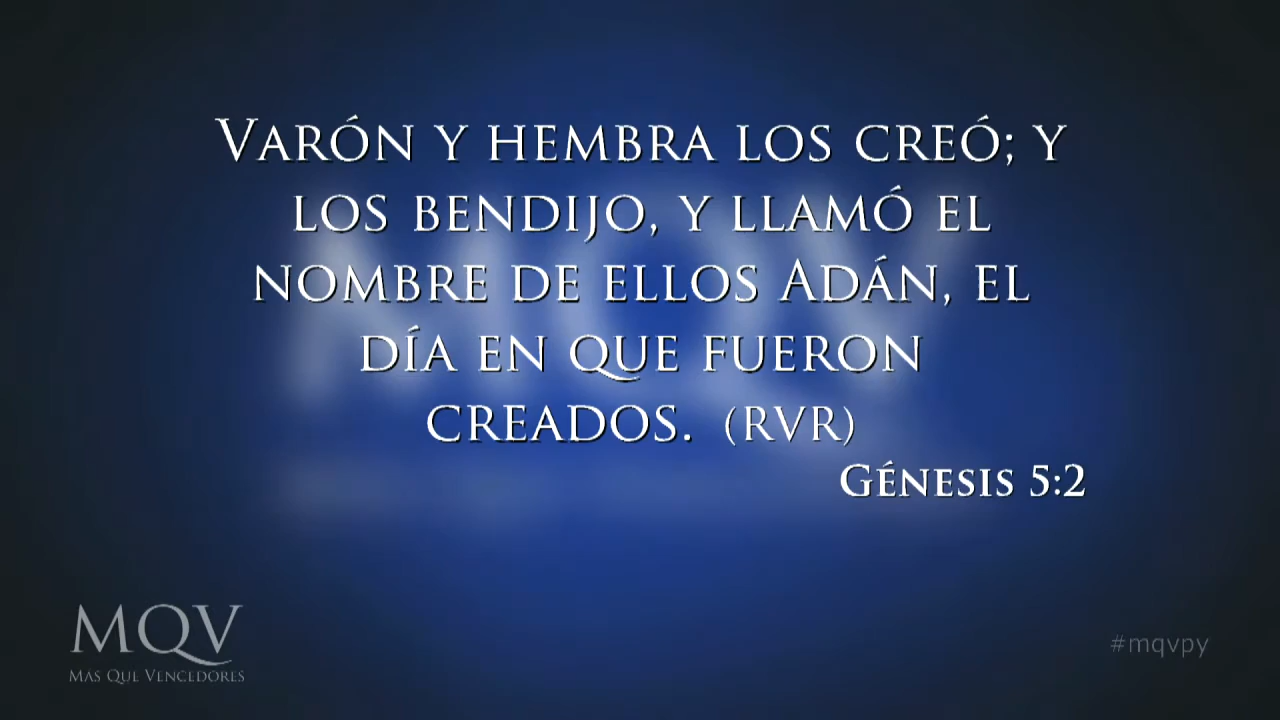 Varón y hembra los creó; y
los bendijo, y llamó el
nombre de ellos Adán, el
día en que fueron
creados. (RVR)
Génesis 5:2
MQV
Mas Que Vencedores
#mqvpy